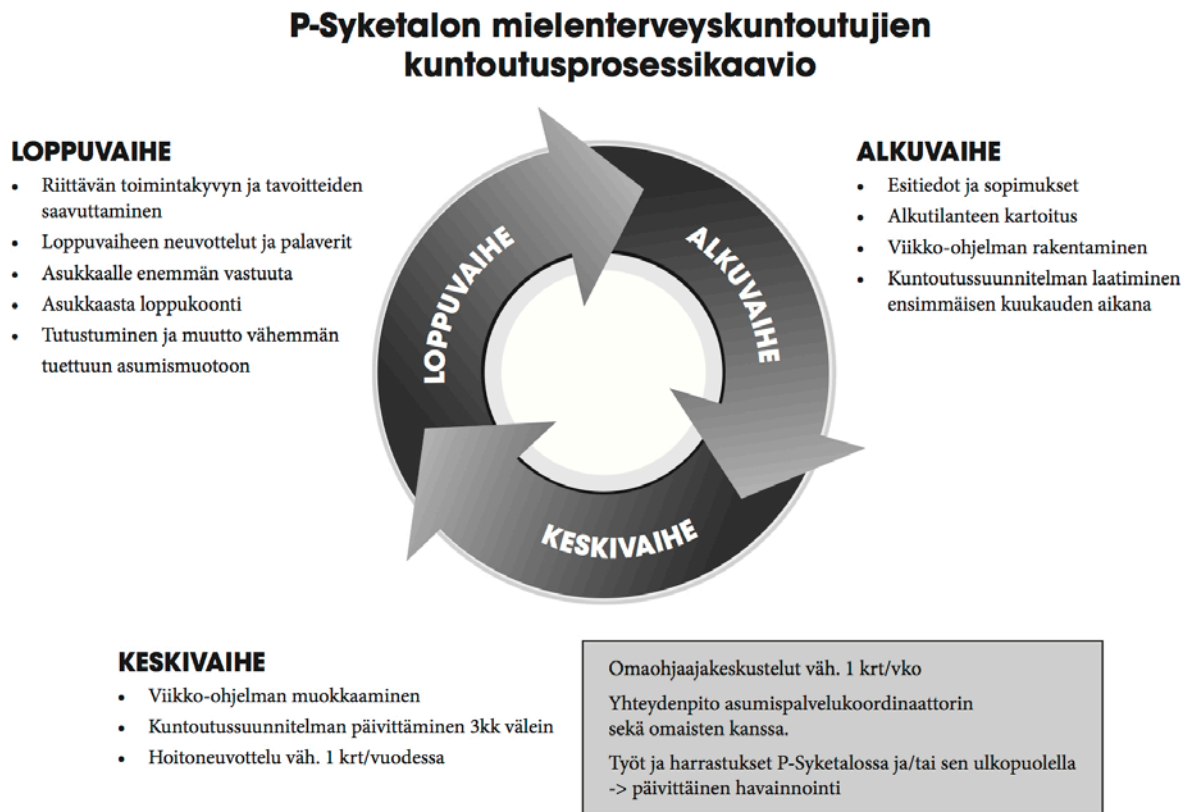 P-Syketalon mielenterveyskuntoutujien
kuntoutusprosessikaavio
LOPPUVAIHE
• Riittävän toimintakyvyn ja tavoitteiden
saavuttaminen
• Loppuvaiheen neuvottelut ja palaverit
• Asukkaalle enemmän vastuuta
• Asukkaasta loppukoonti
• Tutustuminen ja muutto vähemmän
tuettuun asumismuotoon
LOPPUVAIHE
ALKUVAIHE
KESKIVAIHE
ALKUVAIHE
• Esitiedot ja sopimukset
• Alkutilanteen kartoitus
• Viikko-ohjelman rakentaminen
• Kuntoutussuunnitelman laatiminen
ensimmäisen kuukauden aikana
KESKIVAIHE
• Viikko-ohjelman muokkaaminen
• Kuntoutussuunnitelman päivittäminen 3kk välein
• Hoitoneuvottelu väh. 1 krt/vuodessa
Omaohjaajakeskustelut väh. 1 krt/vko
Yhteydenpito asumispalvelukoordinaattorin
sekä omaisten kanssa.
Työt ja harrastukset P-Syketalossa ja/tai sen ulkopuolella
-> päivittäinen havainnointi